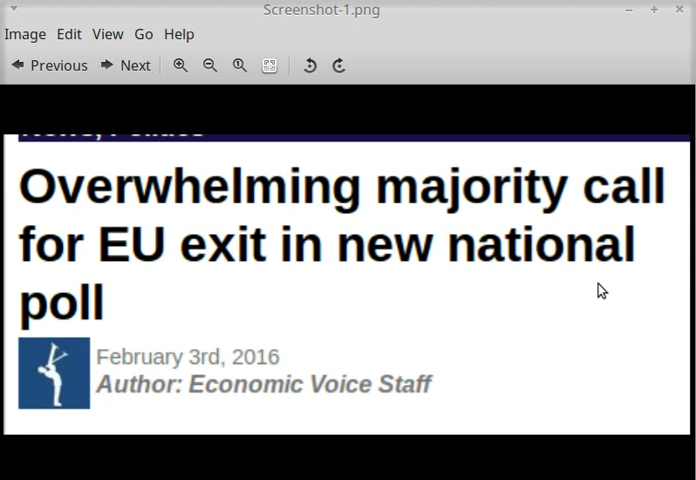 Screenshot-1.png
Image Edit View Go Help
Previous Next
Overwhelming majority call
for EU exit in new national
poll
February 3rd, 2016
Author: Economic Voice Staff